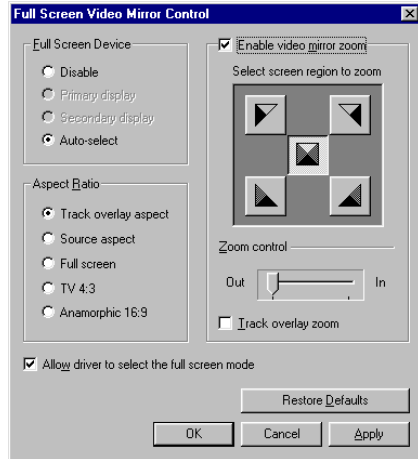 Full Screen Video Mirror Control
Full Screen Device
Disable
Primary display
Secondary display
Auto-select
Aspect Ratio
Track overlay aspect
Source aspect
Full screen
TV 4:3
Anamorphic 16:9
Enable video mirror zoom
Select screen region to zoom
Zoom control
Out In
Track overlay zoom
Allow driver to select the full screen mode
Restore Defaults
OK Cancel Apply